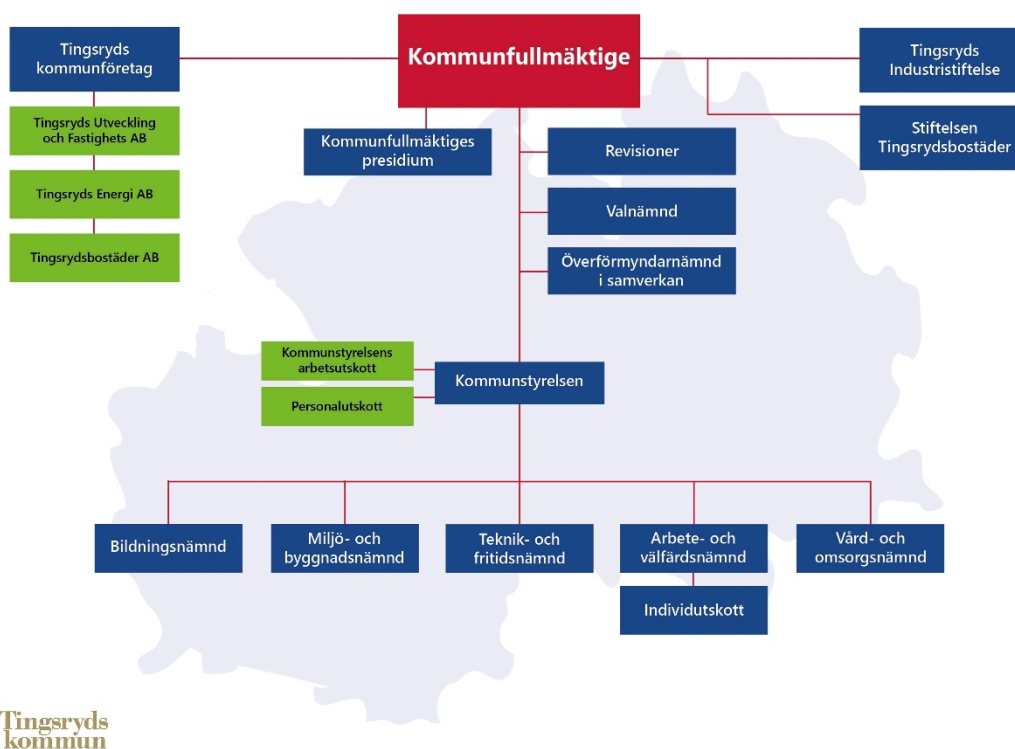 Tingsryds
kommunföretag
Kommunfullmäktige
Tingsryds
Industristiftelse
Tingsryds Utveckling
och Fastighets AB
Kommunfullmäktiges
presidium
Revisioner
Stiftelsen
Tingsrydsbostäder
Tingsryds Energi AB
Valnämnd
Tingsrydsbostäder AB
Överförmyndarnämnd
i samverkan
Kommunstyrelsens
arbetsutskott
Kommunstyrelsen
Personalutskott
Bildningsnämnd
Miljö- och
byggnadsnämnd
Teknik- och
fritidsnämnd
Arbete- och
välfärdsnämnd
Vård- och
omsorgsnämnd
Individutskott
Tingsryds
kommun